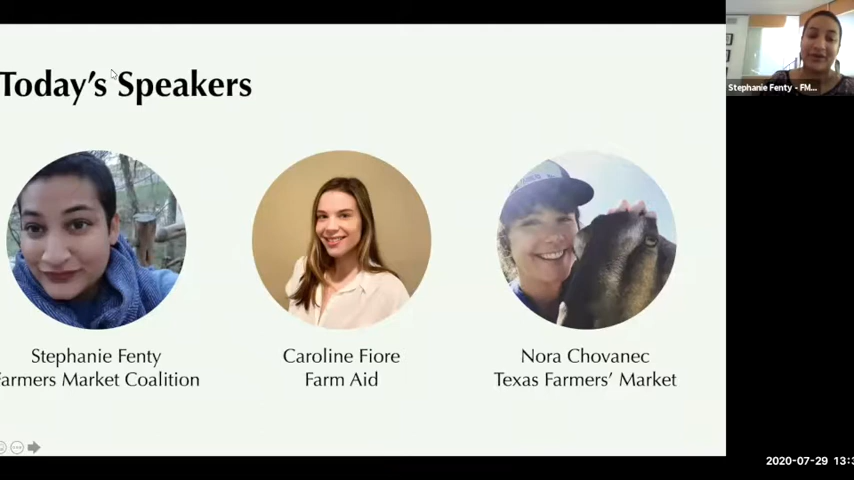 Today's Speakers
Stephanie Fenty - FM...
Stephanie Fenty
Farmers Market Coalition
Caroline Fiore
Farm Aid
Nora Chovanec
Texas Farmers' Market
2020-07-29 13:3